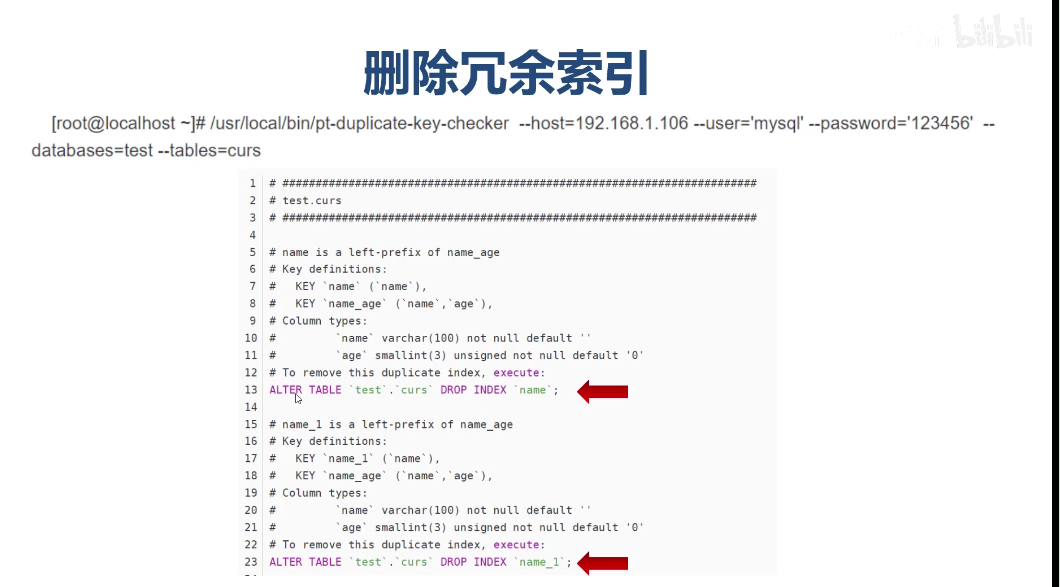 bilibili
删除冗余索引
[root@localhost ~]# /usr/local/bin/pt-duplicate-key-checker --host=192.168.1.106 --user='mysql' --password='123456' --
databases=test --tables=curs
1 # ########################################################################
2 # test.curs
3 # ########################################################################
4
5 # name is a left-prefix of name_age
6 # Key definitions:
7 #   KEY `name` (`name`),
8 #   KEY `name_age` (`name`,`age`),
9 # Column types:
10 #         `name` varchar(100) not null default ''
11 #         `age` smallint(3) unsigned not null default '0'
12 # To remove this duplicate index, execute:
13 ALTER TABLE `test`.`curs` DROP INDEX `name`;
14
15 # name_1 is a left-prefix of name_age
16 # Key definitions:
17 #   KEY `name_1` (`name`),
18 #   KEY `name_age` (`name`,`age`),
19 # Column types:
20 #         `name` varchar(100) not null default ''
21 #         `age` smallint(3) unsigned not null default '0'
22 # To remove this duplicate index, execute:
23 ALTER TABLE `test`.`curs` DROP INDEX `name_1`;